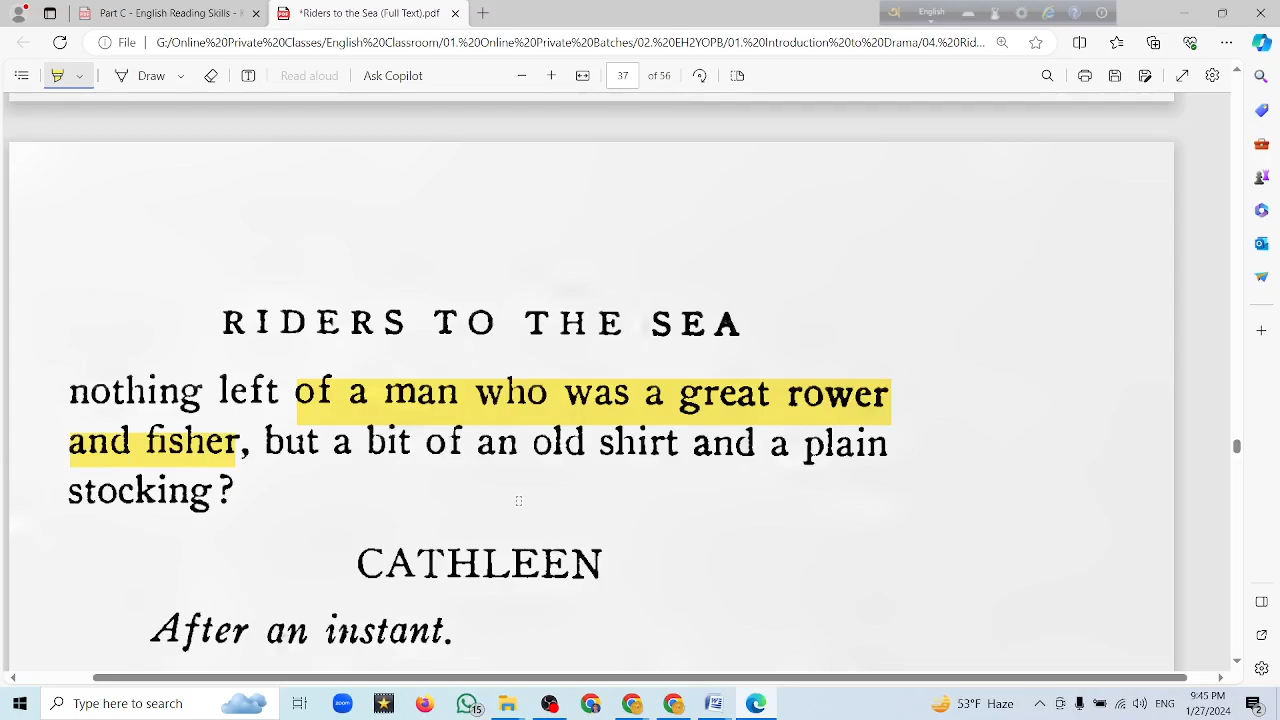 Part C - English Reading Skills -
*Riders to the Sea (Full Text).pdf
English
File
G:/Online%20Private%20Classes/English%20Classroom/01.%20Online%20Private%20Batches/02.%20EH2YOPB/01.%20Introduction%20to%20Drama/04.%20Rid...
Draw
Read aloud
Ask Copilot
37
of 56
RIDERS TO THE SEA
nothing left of a man who was a great rower
and fisher, but a bit of an old shirt and a plain
stocking?
CATHLEEN
After an instant.
Type here to search
zoom
15
53°F Haze
ENG
9:45 PM
1/27/2024
2